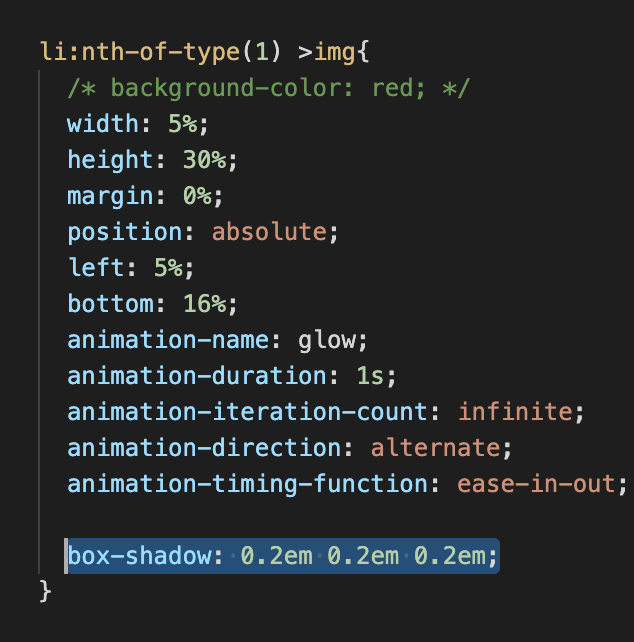 li:nth-of-type(1) >img{
/* background-color: red; */
width: 5%;
height: 30%;
margin: 0%;
position: absolute;
left: 5%;
bottom: 16%;
animation-name: glow;
animation-duration: 1s;
animation-iteration-count: infinite;
animation-direction: alternate;
animation-timing-function: ease-in-out;
box-shadow: 0.2em 0.2em 0.2em;
}